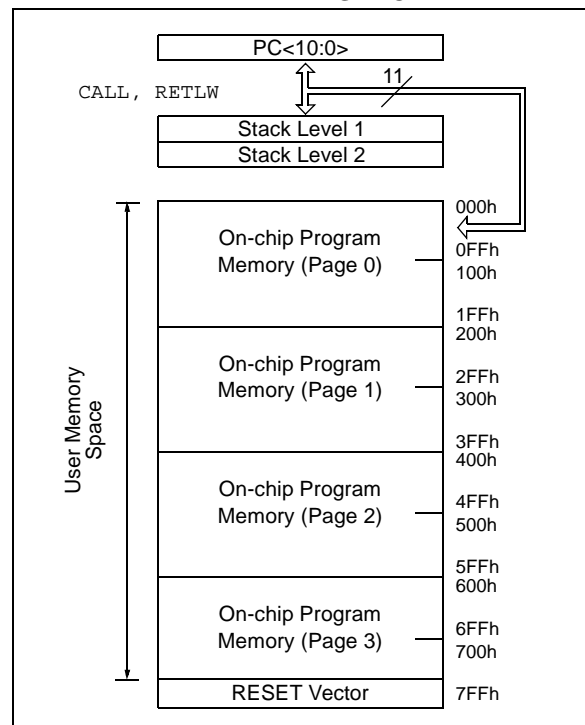 PC<10:0>
CALL, RETLW
11
Stack Level 1
Stack Level 2
000h
On-chip Program
Memory (Page 0)
0FFh
100h
1FFh
200h
On-chip Program
Memory (Page 1)
2FFh
300h
User Memory
Space
3FFh
400h
On-chip Program
Memory (Page 2)
4FFh
500h
5FFh
600h
On-chip Program
Memory (Page 3)
6FFh
700h
RESET Vector
7FFh